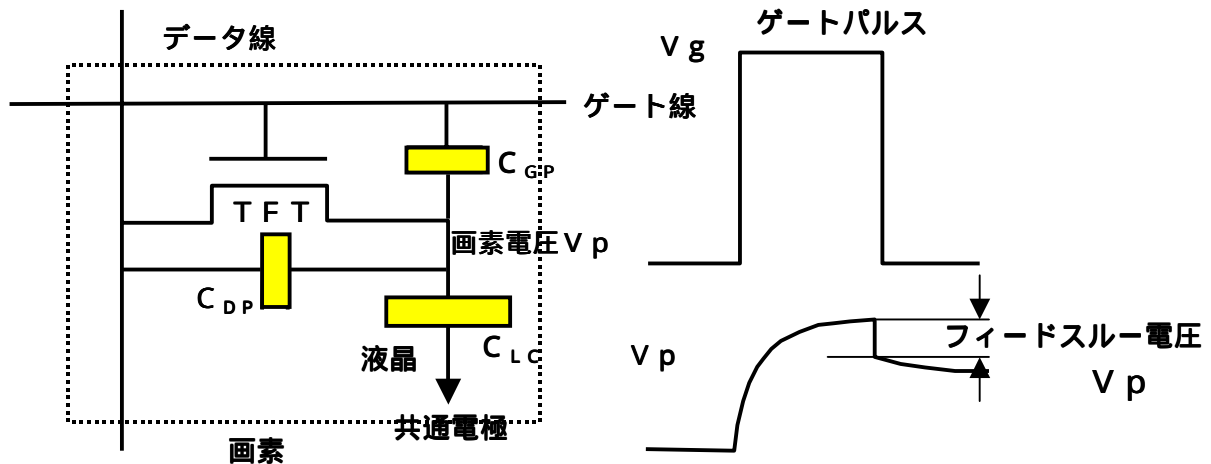 データ線
ゲート線
C GP
TFT
画素電圧Vp
C DP
C LC
液晶
共通電極
画素
ゲートパルス
Vg
Vp
フィードスルー電圧
Vp